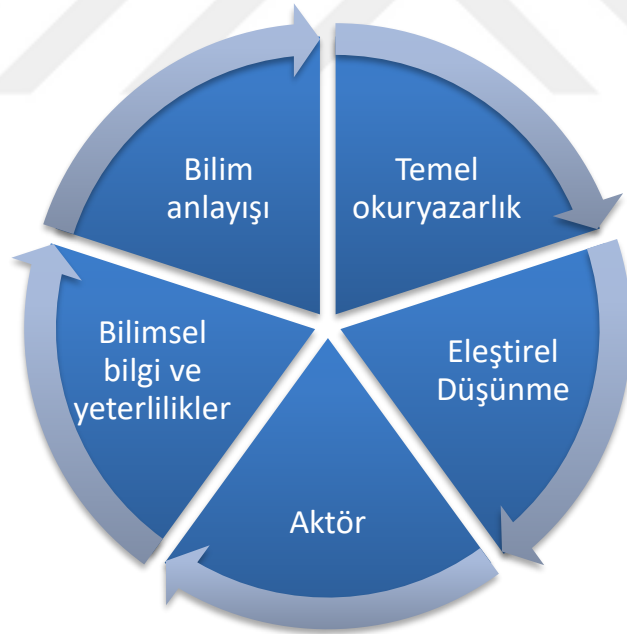 Temel
okuryazarlık
Eleştirel
Düşünme
Aktör
Bilimsel
bilgi ve
yeterlilikler
Bilim
anlayışı